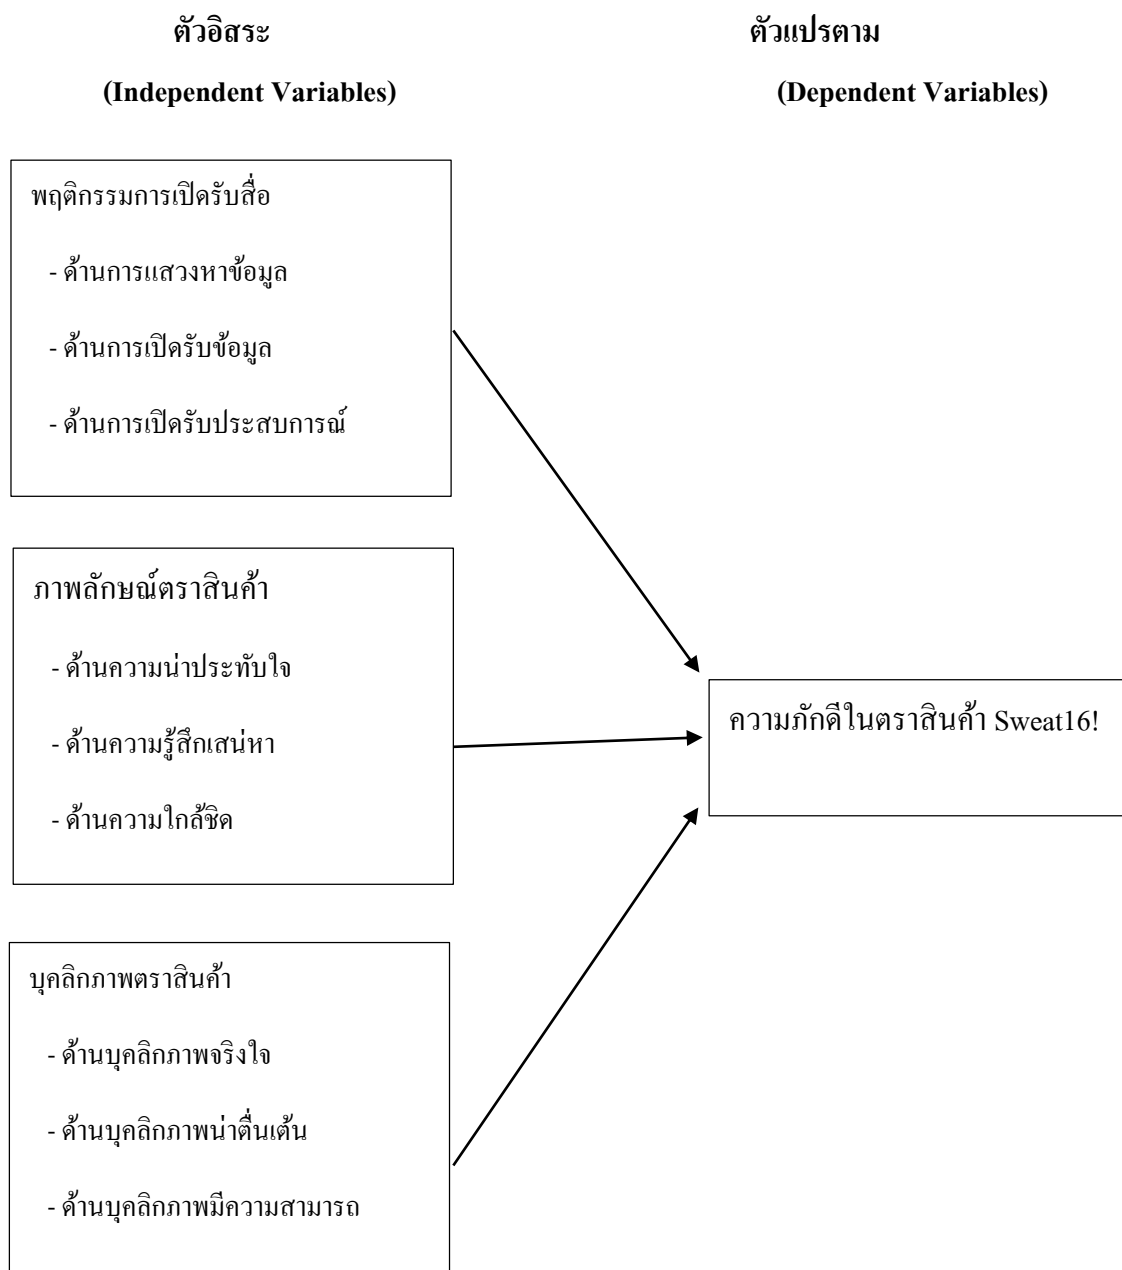 ตัวอิสระ
ตัวแปรตาม
(Independent Variables)
(Dependent Variables)
พฤติกรรมการเปิดรับสื่อ
- ด้านการแสวงหาข้อมูล
- ด้านการเปิดรับข้อมูล
- ด้านการเปิดรับประสบการณ์
ภาพลักษณ์ตราสินค้า
- ด้านความน่าประทับใจ
- ด้านความรู้สึกเสน่หา
- ด้านความใกล้ชิด
ความภักดีในตราสินค้า Sweat16!
บุคลิกภาพตราสินค้า
- ด้านบุคลิกภาพจริงใจ
- ด้านบุคลิกภาพน่าตื่นเต้น
- ด้านบุคลิกภาพมีความสามารถ